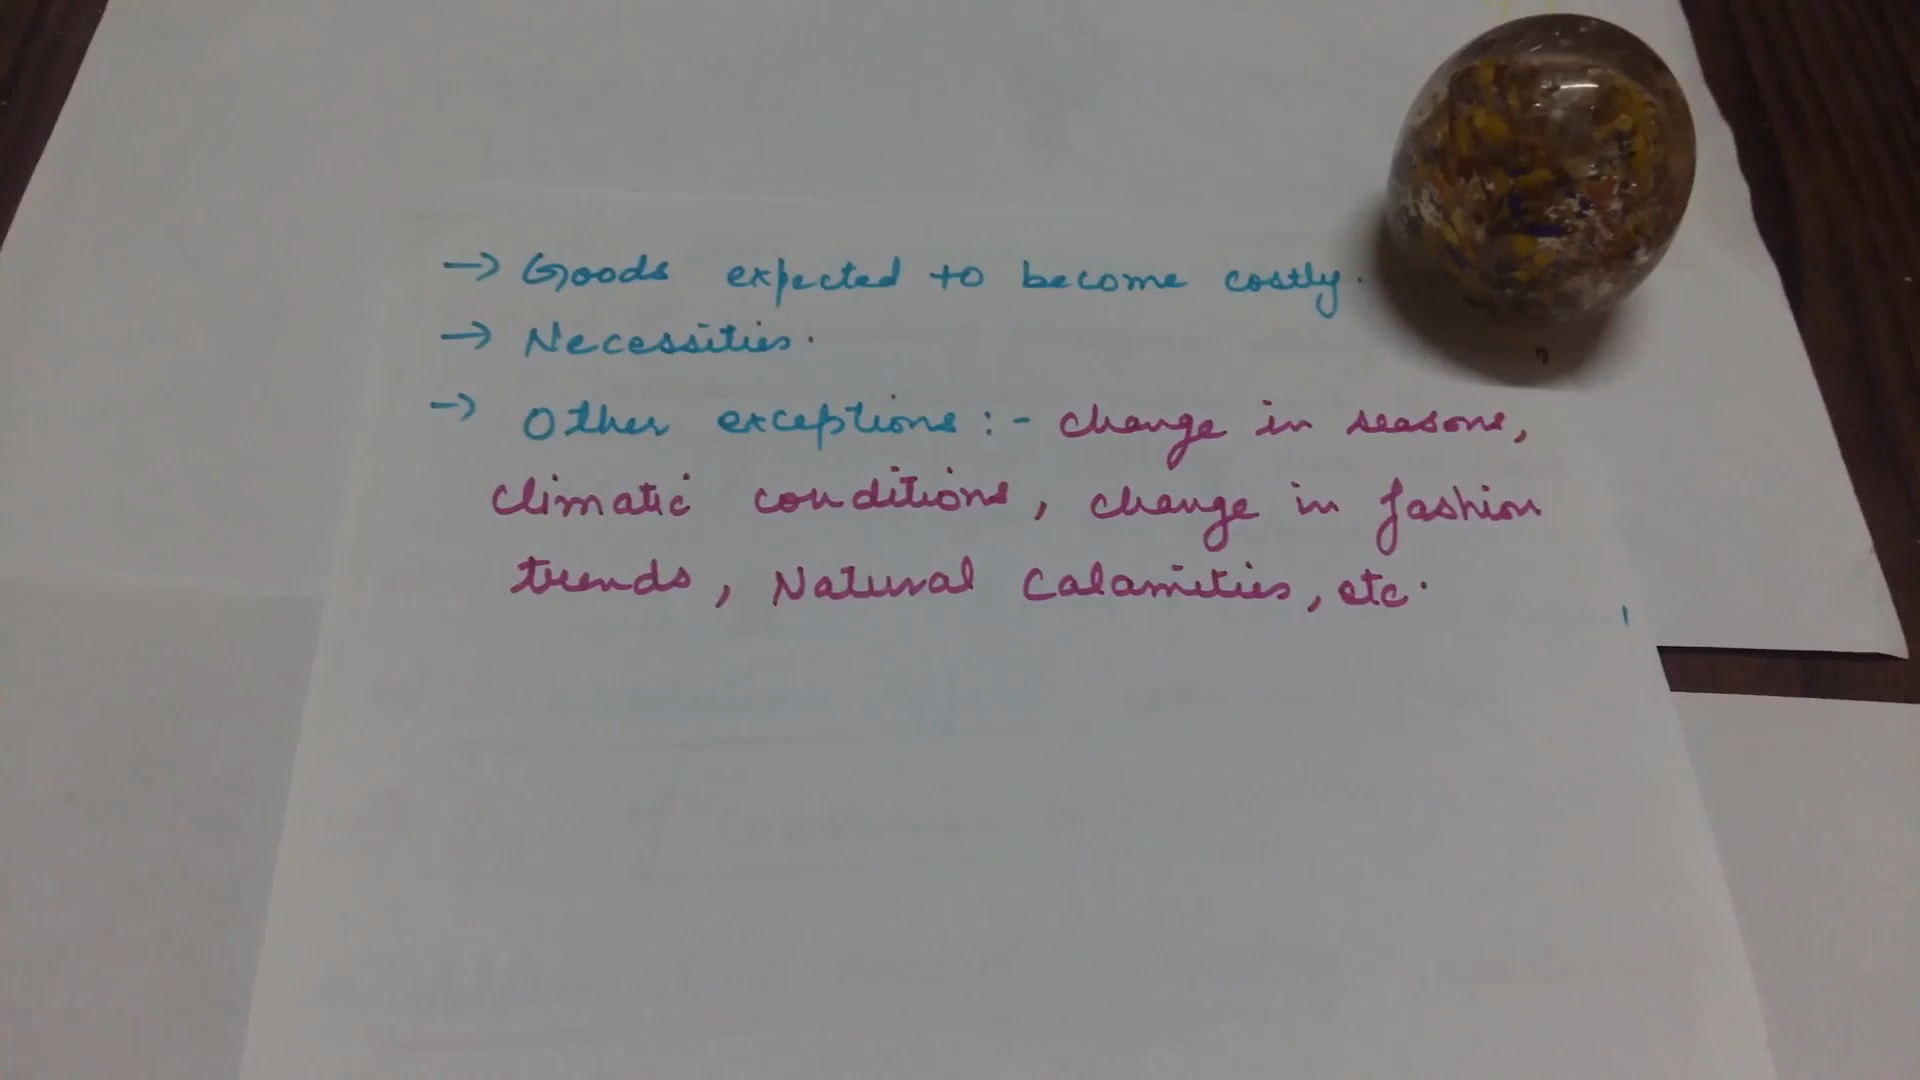 → Goods expected to become costly.
→ Necessities.
→ Other exceptions :- change in seasons,
climatic conditions, change in fashion
trends, Natural Calamities, etc.